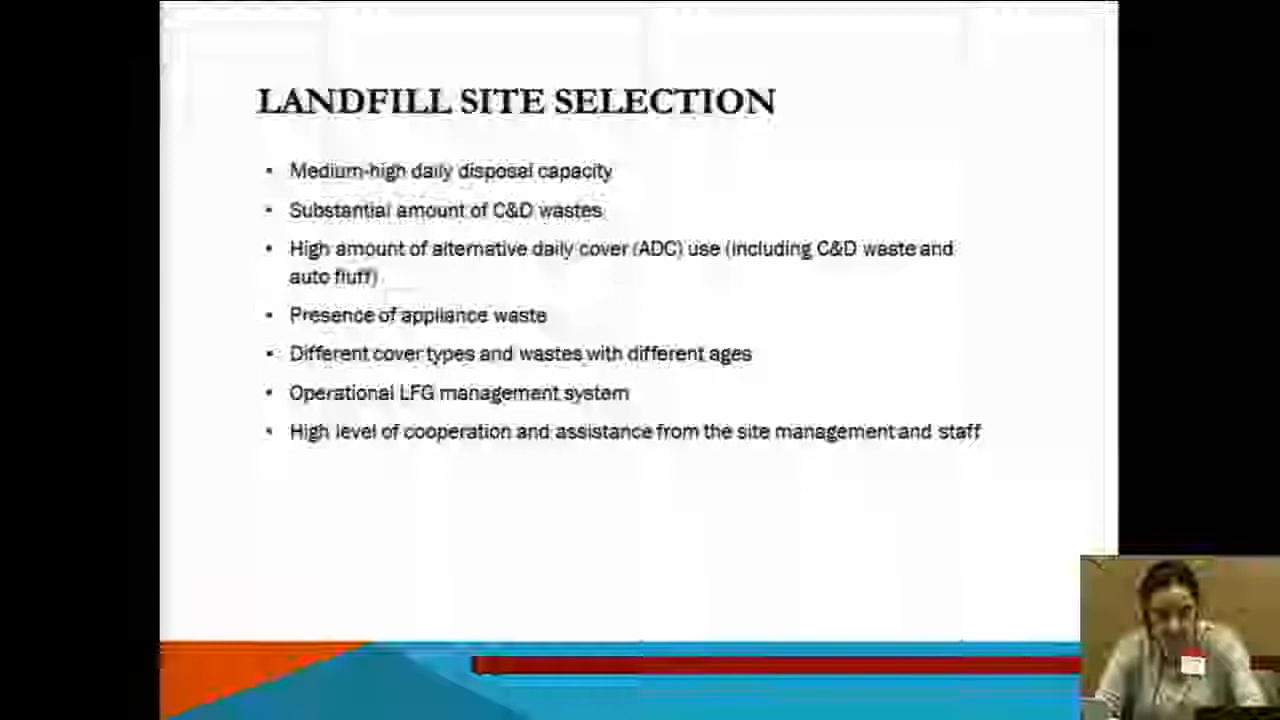 LANDFILL SITE SELECTION
• Medium-high daily disposal capacity
• Substantial amount of C&D wastes
• High amount of alternative daily cover (ADC) use (including C&D waste and
auto fluff)
• Presence of appliance waste
• Different cover types and wastes with different ages
• Operational LFG management system
• High level of cooperation and assistance from the site management and staff